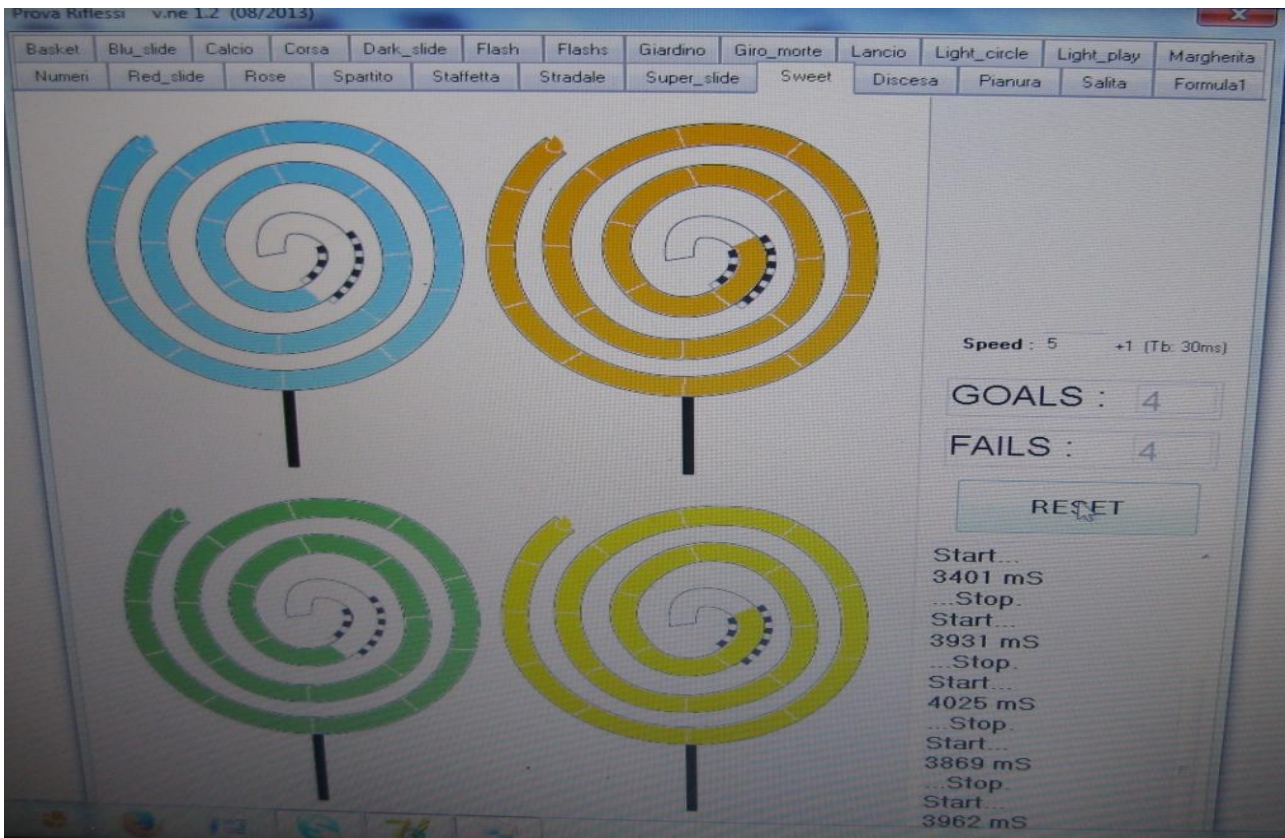 Prova Riflessi v.ne 1.2 (08/2013)
Basket Blu_slide Calcio Corsa Dark_slide Flash Flashs Giardino Giro_morte Lancio Light_circle Light_play Margherita
Numeri Red_slide Rose Spartito Staffetta Stradale Super_slide Sweet Discesa Pianura Salita Formula1
Speed : 5 +1 (Tb: 30ms)
GOALS : 4
FAILS : 4
RESET
Start...
3401 mS
...Stop.
Start...
3931 mS
...Stop.
Start...
4025 mS
...Stop.
Start...
3869 mS
...Stop.
Start...
3962 mS